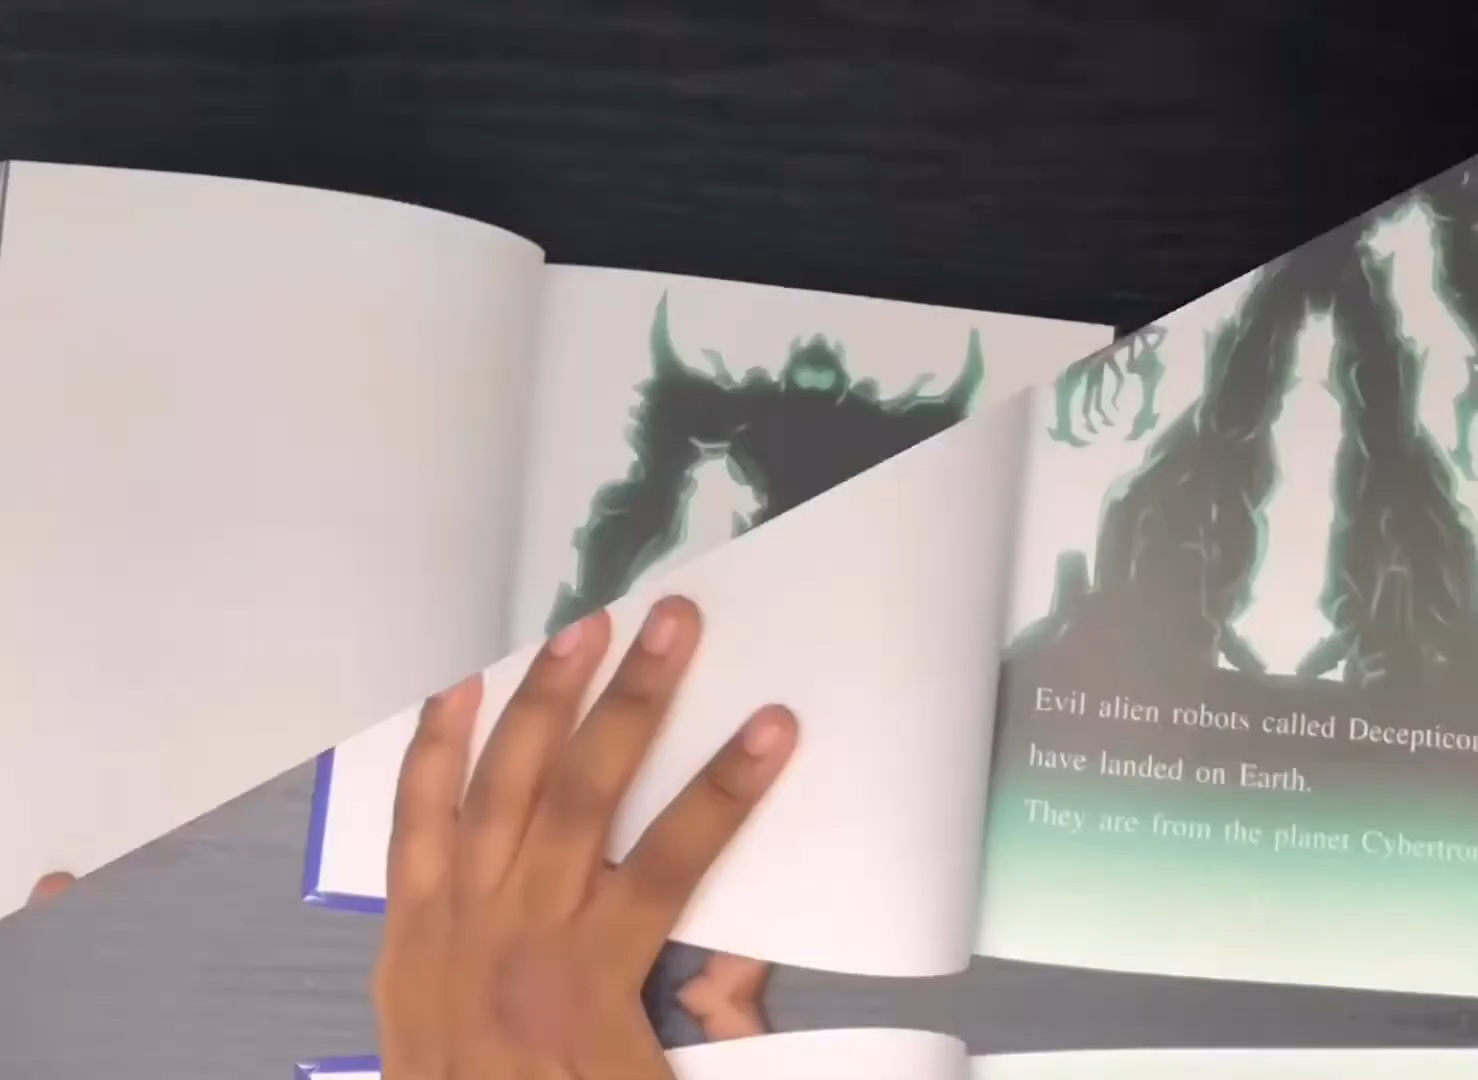 Evil alien robots called Decepticon
have landed on Earth.
They are from the planet Cybertron